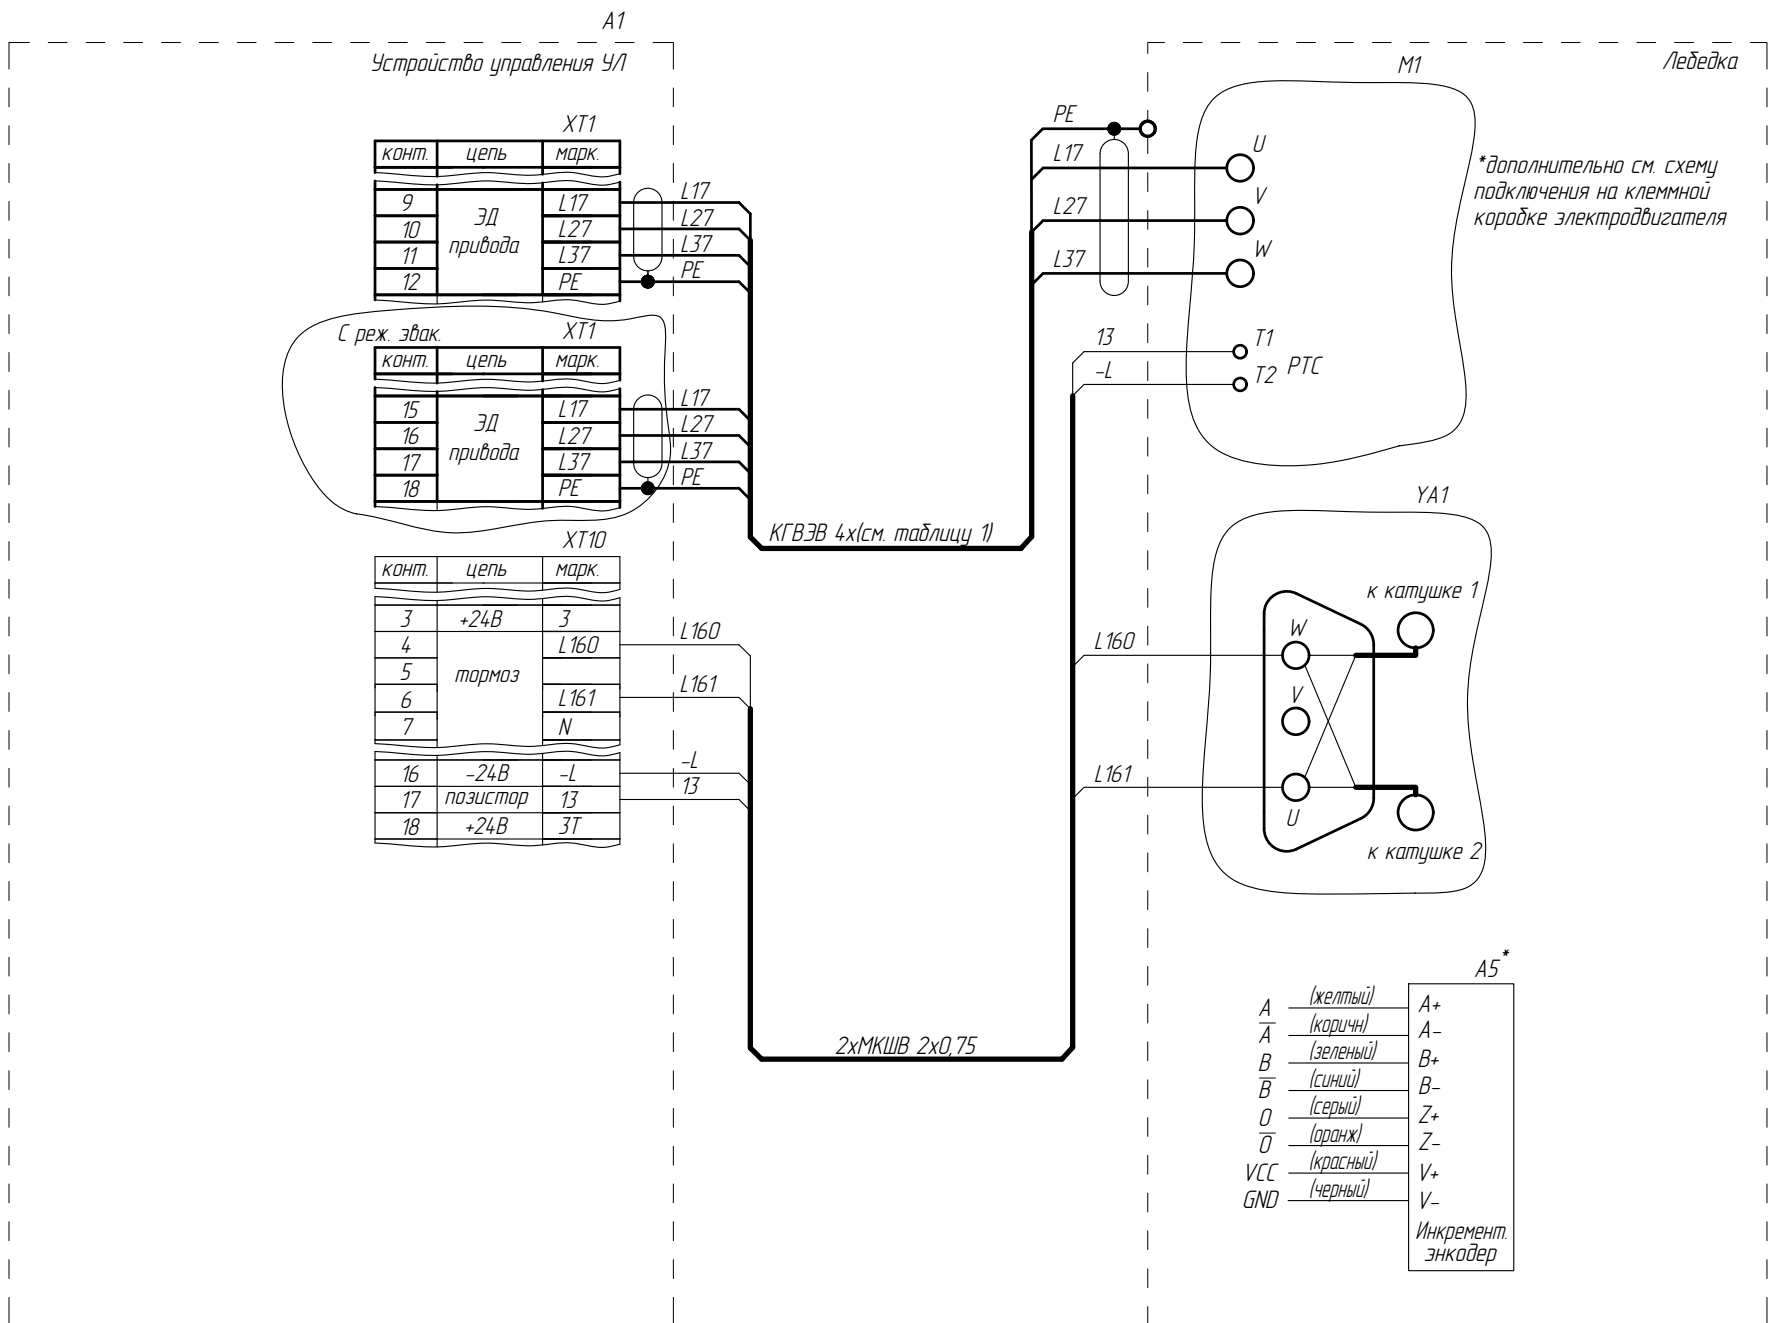 А1
Устройство управления УЛ
XT1
конт. цепь марк.
9 ЭД привода L17 L17
10 L27 L27
11 L37 L37
12 PE PE
С реж. эвак.
XT1
конт. цепь марк.
15 ЭД привода L17 L17
16 L27 L27
17 L37 L37
18 PE PE
КГВЭВ 4х(см. таблицу 1)
XT10
конт. цепь марк.
3 +24В 3
4 тормоз L160 L160
5
6 L161 L161
7 N
16 -24В -L -L
17 позистор 13 13
18 +24В 3Т
2хМКШВ 2х0,75
Лебедка
М1
PE
L17 U
L27 V
L37 W
*дополнительно см. схему
подключения на клеммной
коробке электродвигателя
13 T1
-L T2 PTC
YA1
к катушке 1
L160 W
V
L161 U
к катушке 2
А5*
A (желтый) A+
A̅ (коричн) A-
B (зеленый) B+
B̅ (синий) B-
0 (серый) Z+
0̅ (оранж) Z-
VCC (красный) V+
GND (черный) V-
Инкремент.
энкодер